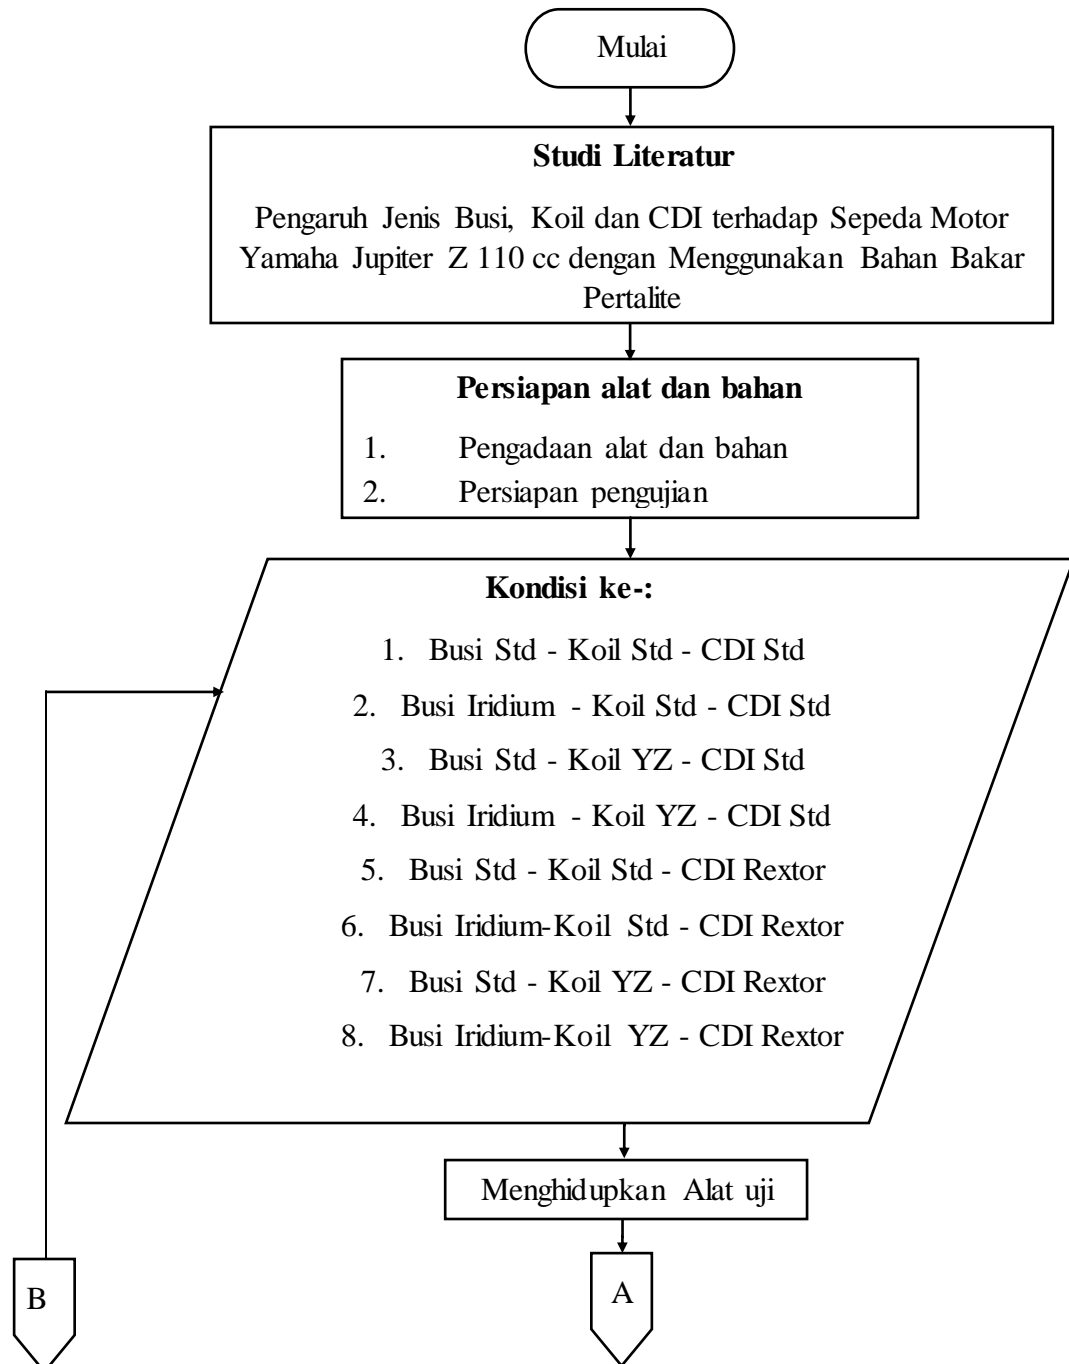 Mulai
Studi Literatur
Pengaruh Jenis Busi, Koil dan CDI terhadap Sepeda Motor
Yamaha Jupiter Z 110 cc dengan Menggunakan Bahan Bakar
Pertalite
Persiapan alat dan bahan
1. Pengadaan alat dan bahan
2. Persiapan pengujian
Kondisi ke-:
1. Busi Std - Koil Std - CDI Std
2. Busi Iridium - Koil Std - CDI Std
3. Busi Std - Koil YZ - CDI Std
4. Busi Iridium - Koil YZ - CDI Std
5. Busi Std - Koil Std - CDI Rextor
6. Busi Iridium-Koil Std - CDI Rextor
7. Busi Std - Koil YZ - CDI Rextor
8. Busi Iridium-Koil YZ - CDI Rextor
Menghidupkan Alat uji
B
A